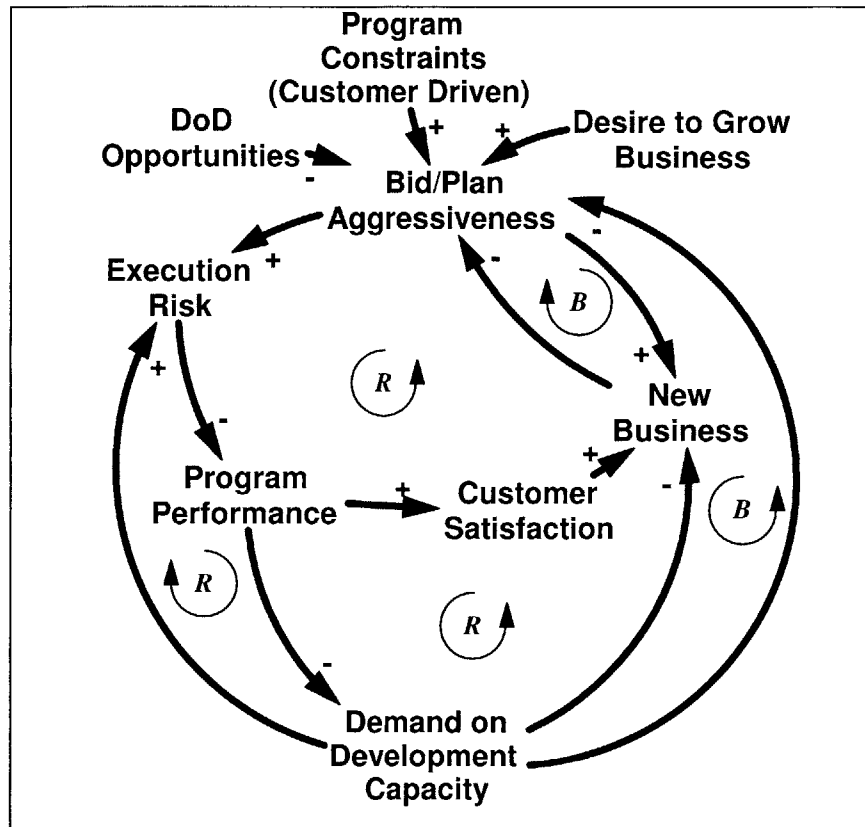 Program
Constraints
(Customer Driven)
DoD
Opportunities
Desire to Grow
Business
+
+
-
Bid/Plan
Aggressiveness
-
+
-
Execution
Risk
B
+
+
R
New
Business
-
Program
Performance
+
Customer
Satisfaction
+
-
B
R
R
-
Demand on
Development
Capacity